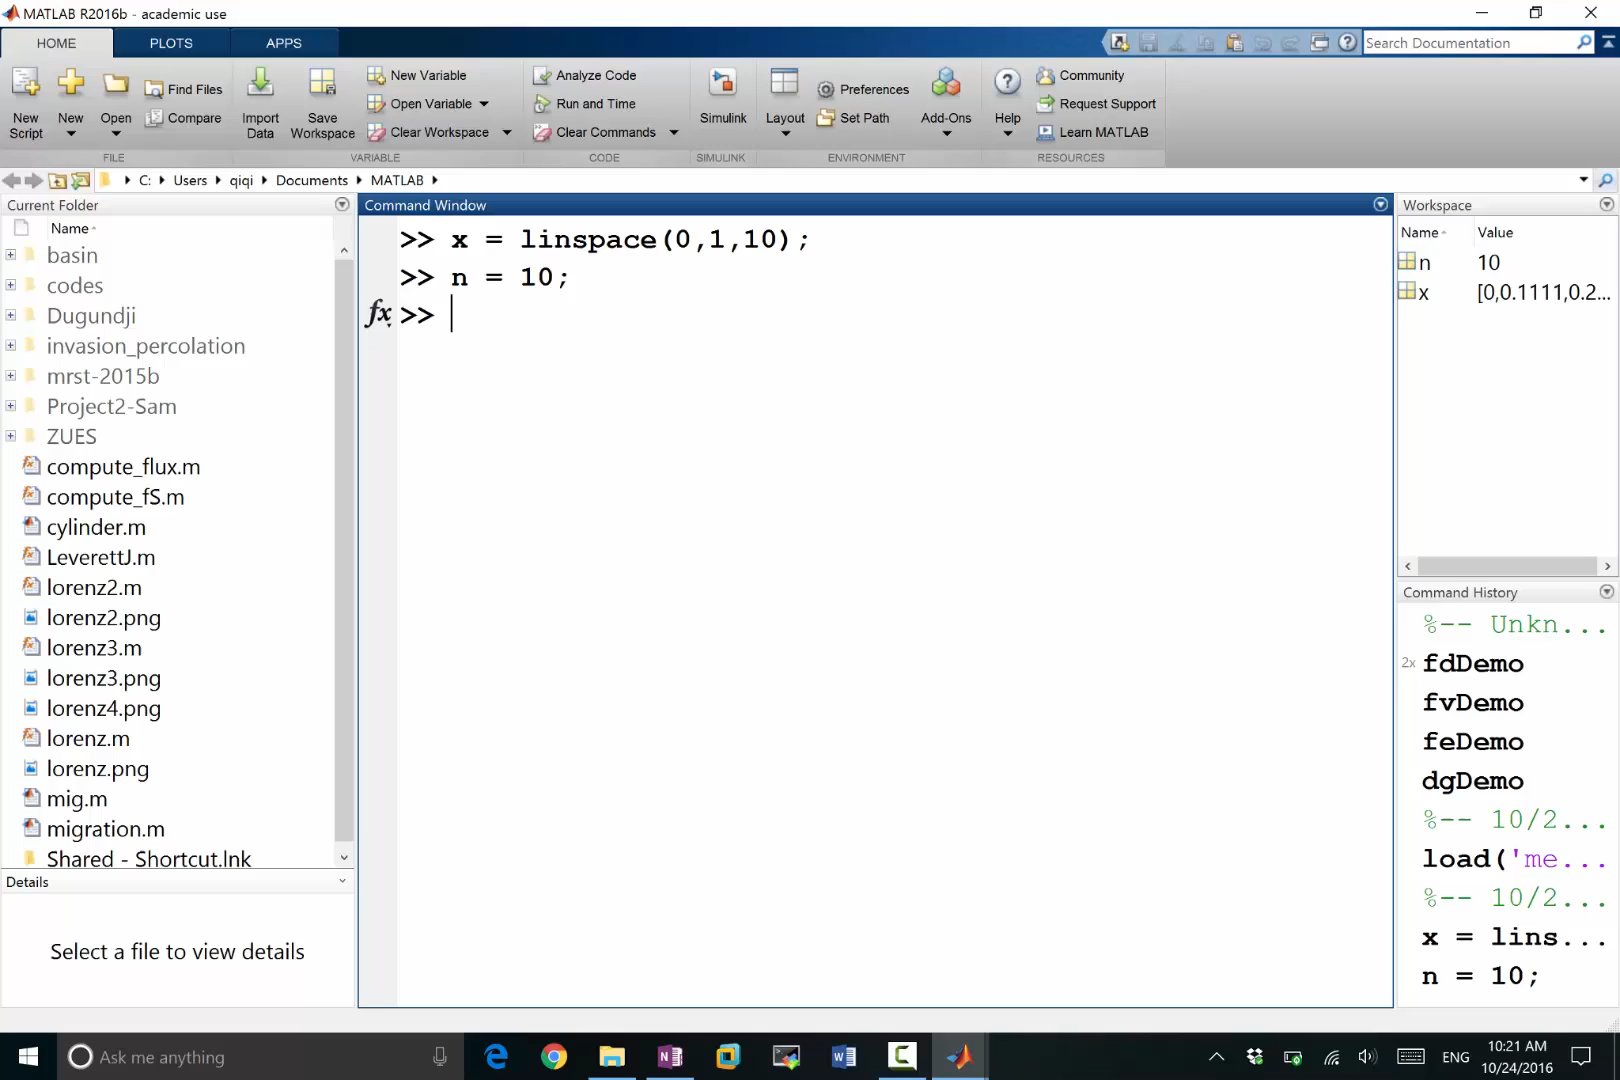 MATLAB R2016b - academic use
HOME PLOTS APPS
Search Documentation
New Script
New
Open
Find Files
Compare
Import Data
Save Workspace
New Variable
Open Variable
Clear Workspace
Analyze Code
Run and Time
Clear Commands
Simulink
Layout
Preferences
Set Path
Add-Ons
Help
Community
Request Support
Learn MATLAB
FILE VARIABLE CODE SIMULINK ENVIRONMENT RESOURCES
C: Users qiqi Documents MATLAB
Current Folder
Name
basin
codes
Dugundji
invasion_percolation
mrst-2015b
Project2-Sam
ZUES
compute_flux.m
compute_fS.m
cylinder.m
LeverettJ.m
lorenz2.m
lorenz2.png
lorenz3.m
lorenz3.png
lorenz4.png
lorenz.m
lorenz.png
mig.m
migration.m
Shared - Shortcut.lnk
Details
Select a file to view details
Command Window
>> x = linspace(0,1,10);
>> n = 10;
fx >>
Workspace
Name Value
n 10
x [0,0.1111,0.2...
Command History
%-- Unkn...
2x fdDemo
fvDemo
feDemo
dgDemo
%-- 10/2...
load('me...
%-- 10/2...
x = lins...
n = 10;
Ask me anything
ENG
10:21 AM
10/24/2016